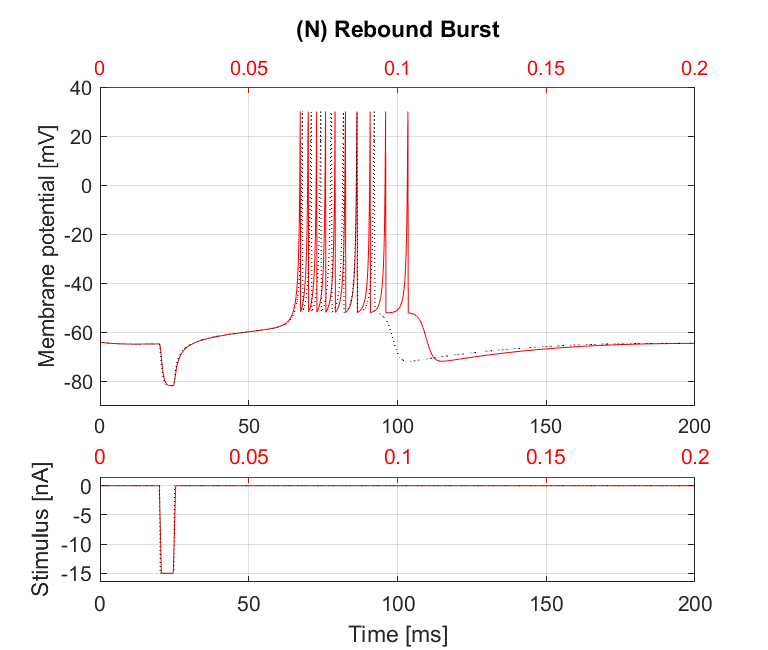 (N) Rebound Burst
0 0.05 0.1 0.15 0.2
40
20
0
-20
-40
-60
-80
Membrane potential [mV]
0 50 100 150 200
0 0.05 0.1 0.15 0.2
0
-5
-10
-15
Stimulus [nA]
0 50 100 150 200
Time [ms]